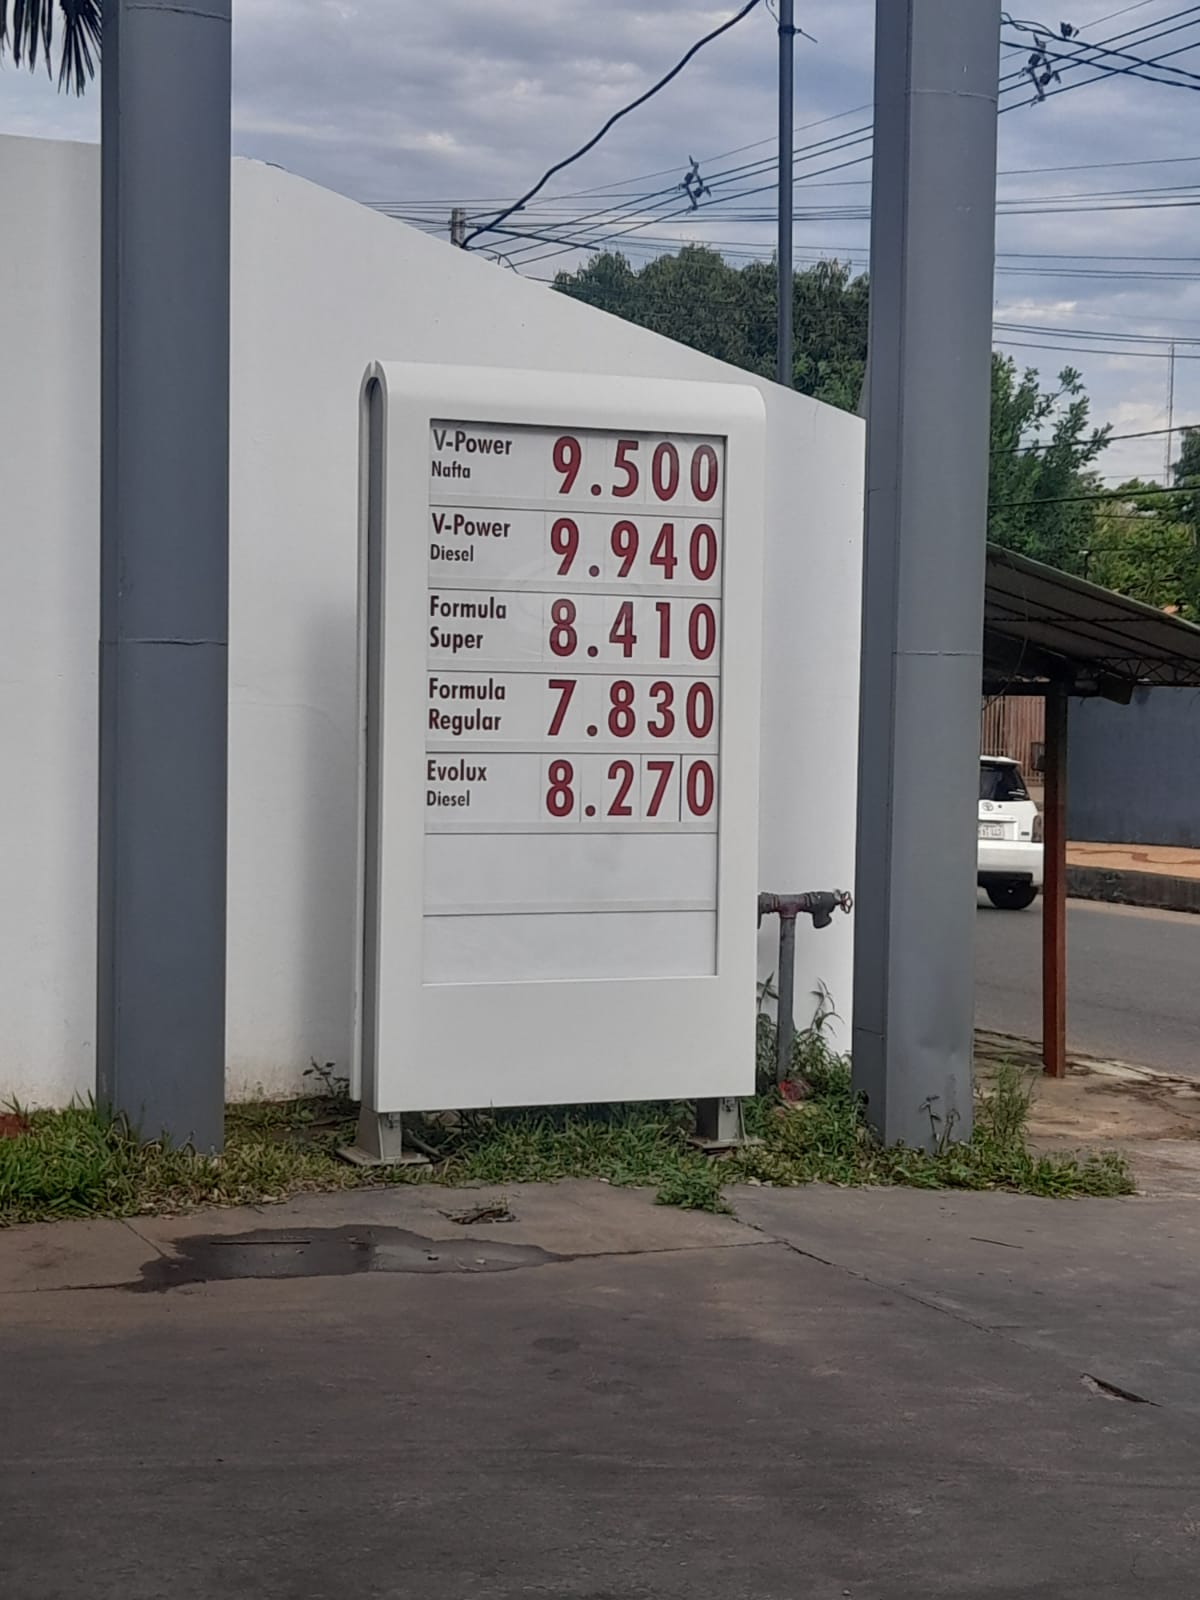 V-Power
Nafta 9.500
V-Power
Diesel 9.940
Formula
Super 8.410
Formula
Regular 7.830
Evolux
Diesel 8.270